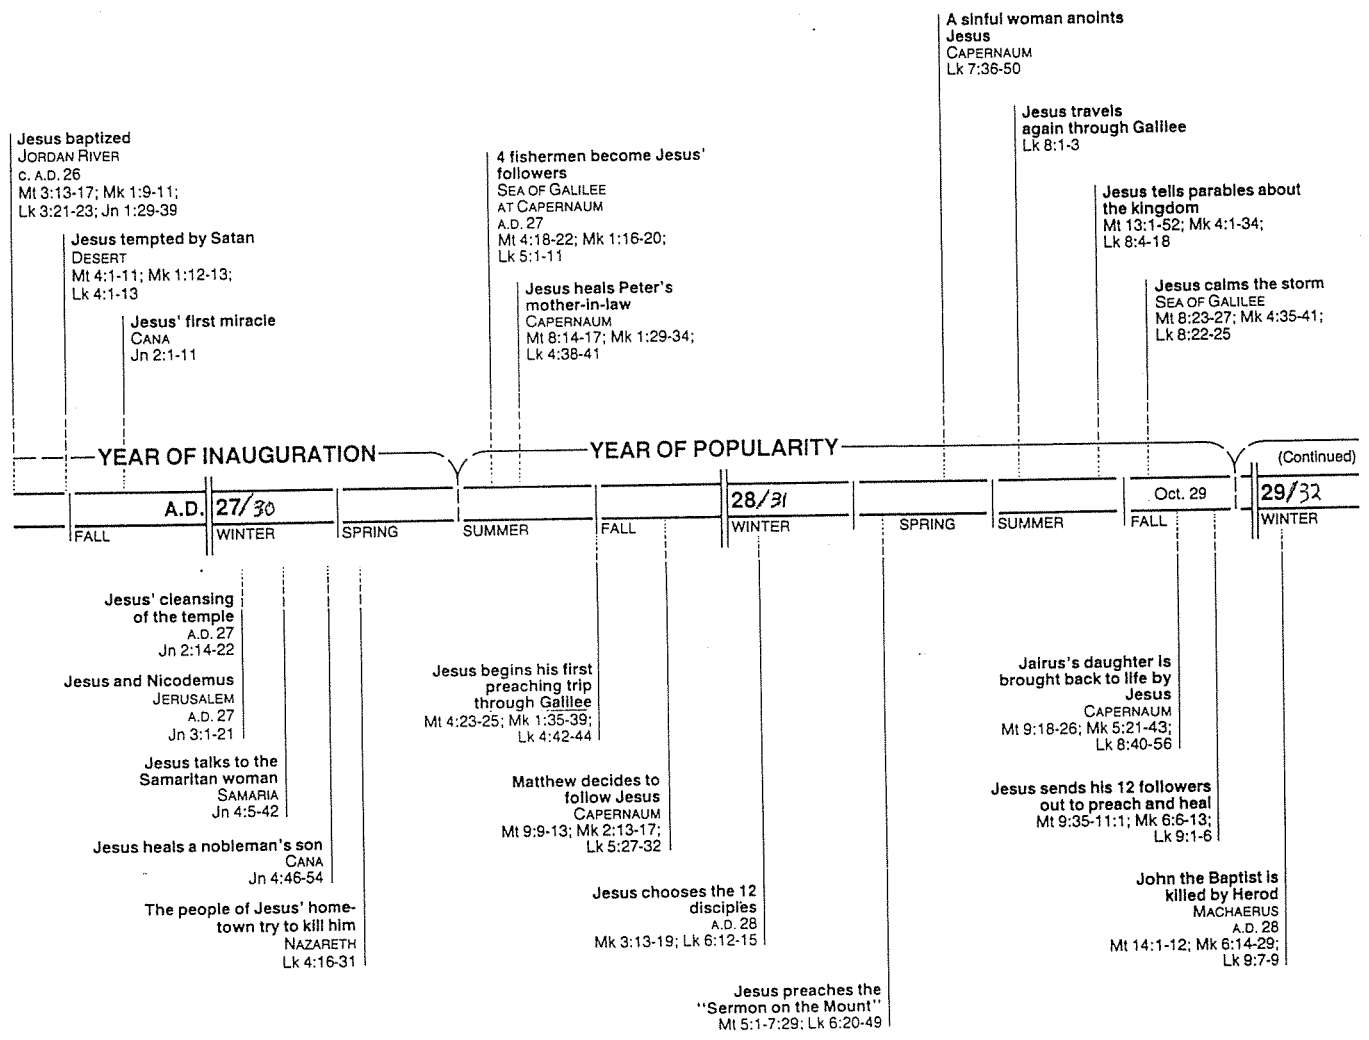 A sinful woman anoints
Jesus
CAPERNAUM
Lk 7:36-50
Jesus travels
again through Galilee
Lk 8:1-3
Jesus baptized
JORDAN RIVER
C. A.D. 26
Mt 3:13-17; Mk 1:9-11;
Lk 3:21-23; Jn 1:29-39
4 fishermen become Jesus'
followers
SEA OF GALILEE
AT CAPERNAUM
A.D. 27
Mt 4:18-22; Mk 1:16-20;
Lk 5:1-11
Jesus tells parables about
the kingdom
Mt 13:1-52; Mk 4:1-34;
Lk 8:4-18
Jesus tempted by Satan
DESERT
Mt 4:1-11; Mk 1:12-13;
Lk 4:1-13
Jesus heals Peter's
mother-in-law
CAPERNAUM
Mt 8:14-17; Mk 1:29-34;
Lk 4:38-41
Jesus calms the storm
SEA OF GALILEE
Mt 8:23-27; Mk 4:35-41;
Lk 8:22-25
Jesus' first miracle
CANA
Jn 2:1-11
YEAR OF INAUGURATION
YEAR OF POPULARITY
(Continued)
A.D. 27/30
28/31
Oct. 29
29/32
FALL
WINTER
SPRING
SUMMER
FALL
WINTER
SPRING
SUMMER
FALL
WINTER
Jesus' cleansing
of the temple
A.D. 27
Jn 2:14-22
Jesus and Nicodemus
JERUSALEM
A.D. 27
Jn 3:1-21
Jesus talks to the
Samaritan woman
SAMARIA
Jn 4:5-42
Jesus heals a nobleman's son
CANA
Jn 4:46-54
The people of Jesus' home-
town try to kill him
NAZARETH
Lk 4:16-31
Jesus begins his first
preaching trip
through Galilee
Mt 4:23-25; Mk 1:35-39;
Lk 4:42-44
Matthew decides to
follow Jesus
CAPERNAUM
Mt 9:9-13; Mk 2:13-17;
Lk 5:27-32
Jesus chooses the 12
disciples
A.D. 28
Mk 3:13-19; Lk 6:12-15
Jesus preaches the
"Sermon on the Mount"
Mt 5:1-7:29; Lk 6:20-49
Jairus's daughter is
brought back to life by
Jesus
CAPERNAUM
Mt 9:18-26; Mk 5:21-43;
Lk 8:40-56
Jesus sends his 12 followers
out to preach and heal
Mt 9:35-11:1; Mk 6:6-13;
Lk 9:1-6
John the Baptist is
killed by Herod
MACHAERUS
A.D. 28
Mt 14:1-12; Mk 6:14-29;
Lk 9:7-9